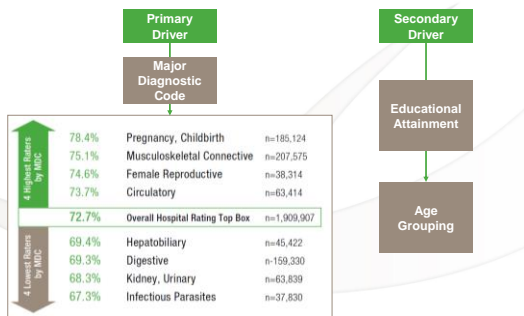 Primary
Driver
Secondary
Driver
Major
Diagnostic
Code
Educational
Attainment
Age
Grouping
4 Highest Raters
by MDC
78.4% Pregnancy, Childbirth n=185,124
75.1% Musculoskeletal Connective n=207,575
74.6% Female Reproductive n=38,314
73.7% Circulatory n=63,414
72.7% Overall Hospital Rating Top Box n=1,909,907
4 Lowest Raters
by MDC
69.4% Hepatobiliary n=45,422
69.3% Digestive n-159,330
68.3% Kidney, Urinary n=63,839
67.3% Infectious Parasites n=37,830